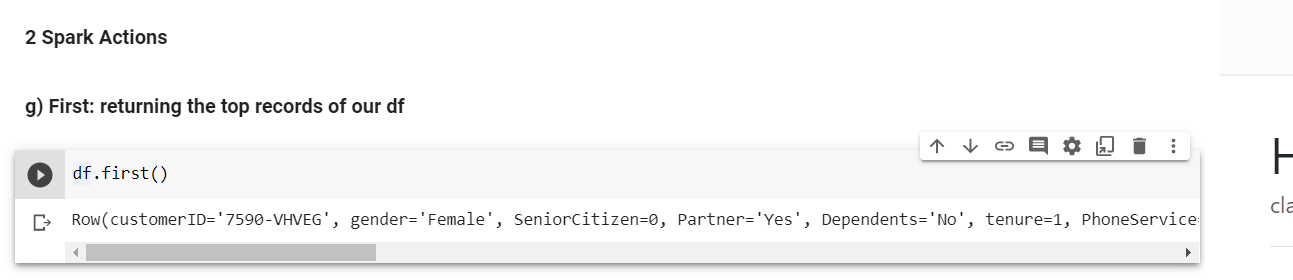 2 Spark Actions
g) First: returning the top records of our df
df.first()
Row(customerID='7590-VHVEG', gender='Female', SeniorCitizen=0, Partner='Yes', Dependents='No', tenure=1, PhoneService=
H
cla